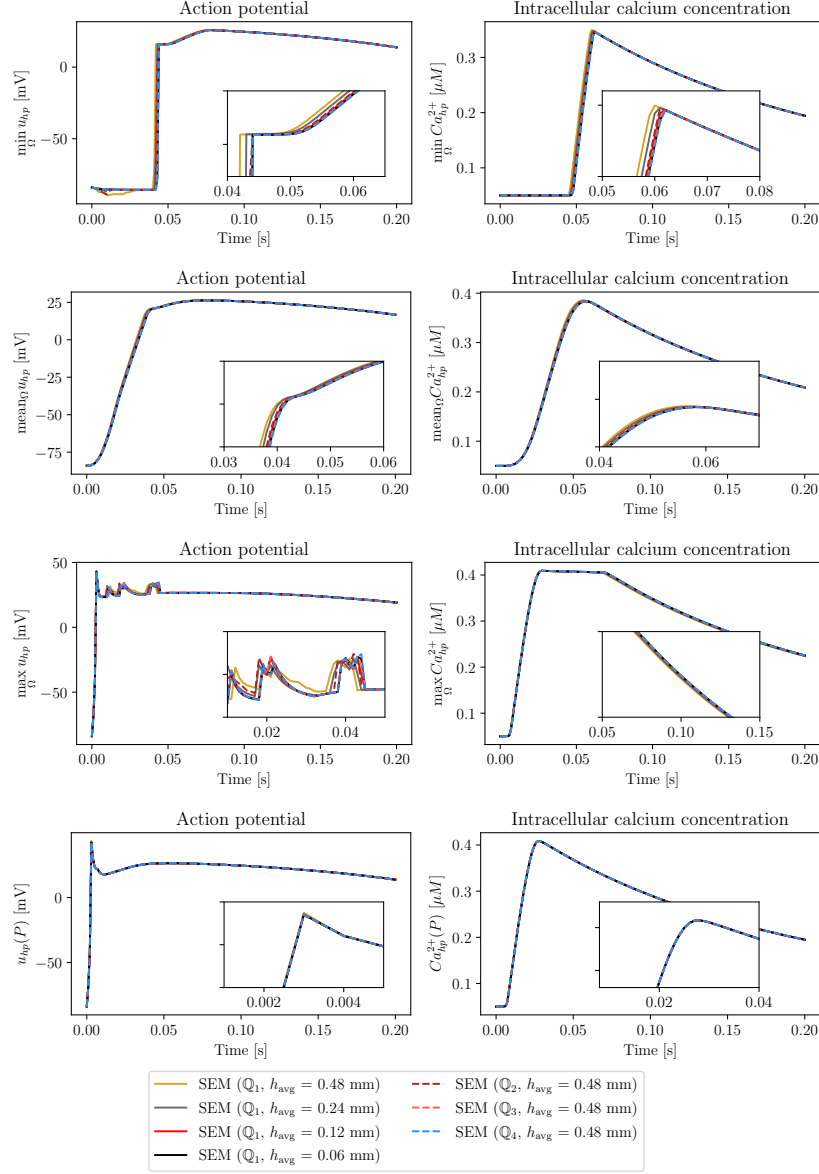 Action potential
Intracellular calcium concentration
min_Ω u_hp [mV]
0
−50
0.00 0.05 0.10 0.15 0.20
Time [s]
0.04 0.05 0.06
min_Ω Ca²⁺_hp [μM]
0.3
0.2
0.1
0.00 0.05 0.10 0.15 0.20
Time [s]
0.05 0.06 0.07 0.08
Action potential
Intracellular calcium concentration
mean_Ω u_hp [mV]
25
0
−25
−50
−75
0.00 0.05 0.10 0.15 0.20
Time [s]
0.03 0.04 0.05 0.06
mean_Ω Ca²⁺_hp [μM]
0.4
0.3
0.2
0.1
0.00 0.05 0.10 0.15 0.20
Time [s]
0.04 0.06
Action potential
Intracellular calcium concentration
max_Ω u_hp [mV]
50
0
−50
0.00 0.05 0.10 0.15 0.20
Time [s]
0.02 0.04
max_Ω Ca²⁺_hp [μM]
0.4
0.3
0.2
0.1
0.00 0.05 0.10 0.15 0.20
Time [s]
0.05 0.10 0.15
Action potential
Intracellular calcium concentration
u_hp(P) [mV]
0
−50
0.00 0.05 0.10 0.15 0.20
Time [s]
0.002 0.004
Ca²⁺_hp(P) [μM]
0.4
0.3
0.2
0.1
0.00 0.05 0.10 0.15 0.20
Time [s]
0.02 0.04
SEM (ℚ₁, h_avg = 0.48 mm)
SEM (ℚ₁, h_avg = 0.24 mm)
SEM (ℚ₁, h_avg = 0.12 mm)
SEM (ℚ₁, h_avg = 0.06 mm)
SEM (ℚ₂, h_avg = 0.48 mm)
SEM (ℚ₃, h_avg = 0.48 mm)
SEM (ℚ₄, h_avg = 0.48 mm)